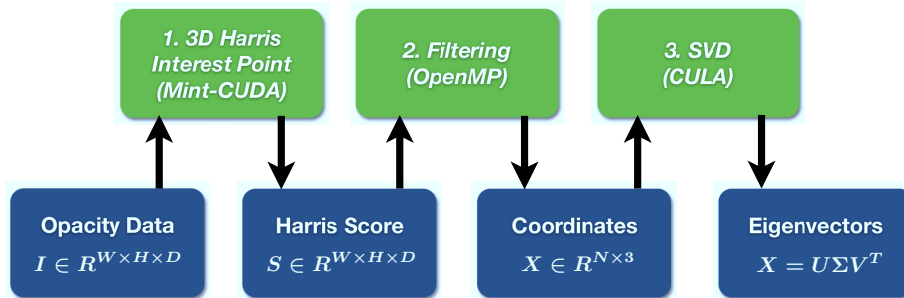 1. 3D Harris
Interest Point
(Mint-CUDA)
2. Filtering
(OpenMP)
3. SVD
(CULA)
Opacity Data
I ∈ R^{W×H×D}
Harris Score
S ∈ R^{W×H×D}
Coordinates
X ∈ R^{N×3}
Eigenvectors
X = UΣV^T